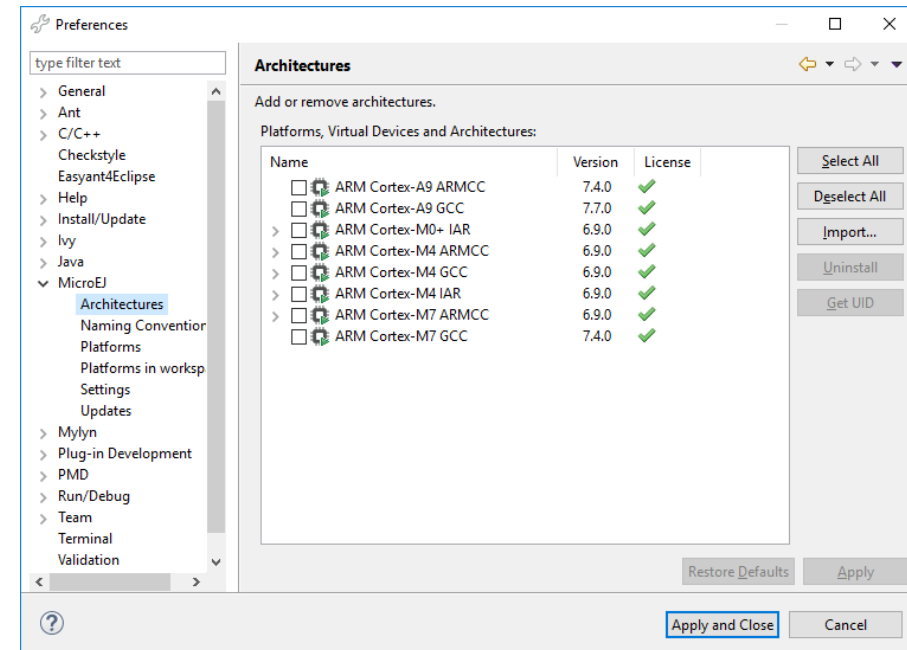 Preferences
type filter text
General
Ant
C/C++
Checkstyle
Easyant4Eclipse
Help
Install/Update
Ivy
Java
MicroEJ
Architectures
Naming Convention
Platforms
Platforms in worksp
Settings
Updates
Mylyn
Plug-in Development
PMD
Run/Debug
Team
Terminal
Validation
Architectures
Add or remove architectures.
Platforms, Virtual Devices and Architectures:
Name Version License
ARM Cortex-A9 ARMCC 7.4.0
ARM Cortex-A9 GCC 7.7.0
ARM Cortex-M0+ IAR 6.9.0
ARM Cortex-M4 ARMCC 6.9.0
ARM Cortex-M4 GCC 6.9.0
ARM Cortex-M4 IAR 6.9.0
ARM Cortex-M7 ARMCC 6.9.0
ARM Cortex-M7 GCC 7.4.0
Select All
Deselect All
Import...
Uninstall
Get UID
Restore Defaults Apply
Apply and Close Cancel